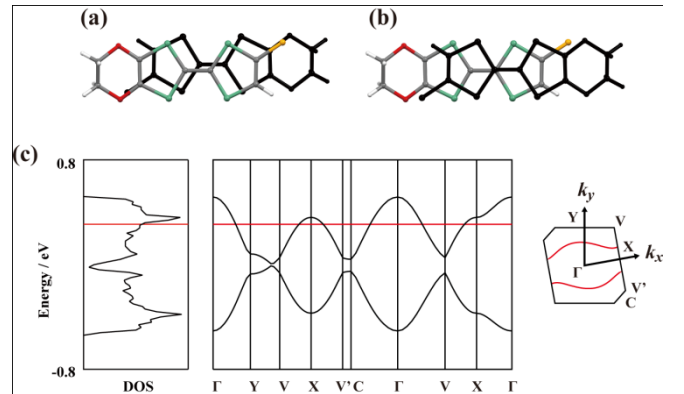 (a)
(b)
(c)
0.8
Energy / eV
-0.8
DOS
Γ Y V X V' C Γ V X Γ
k_y
Y V
X k_x
Γ
V'
C